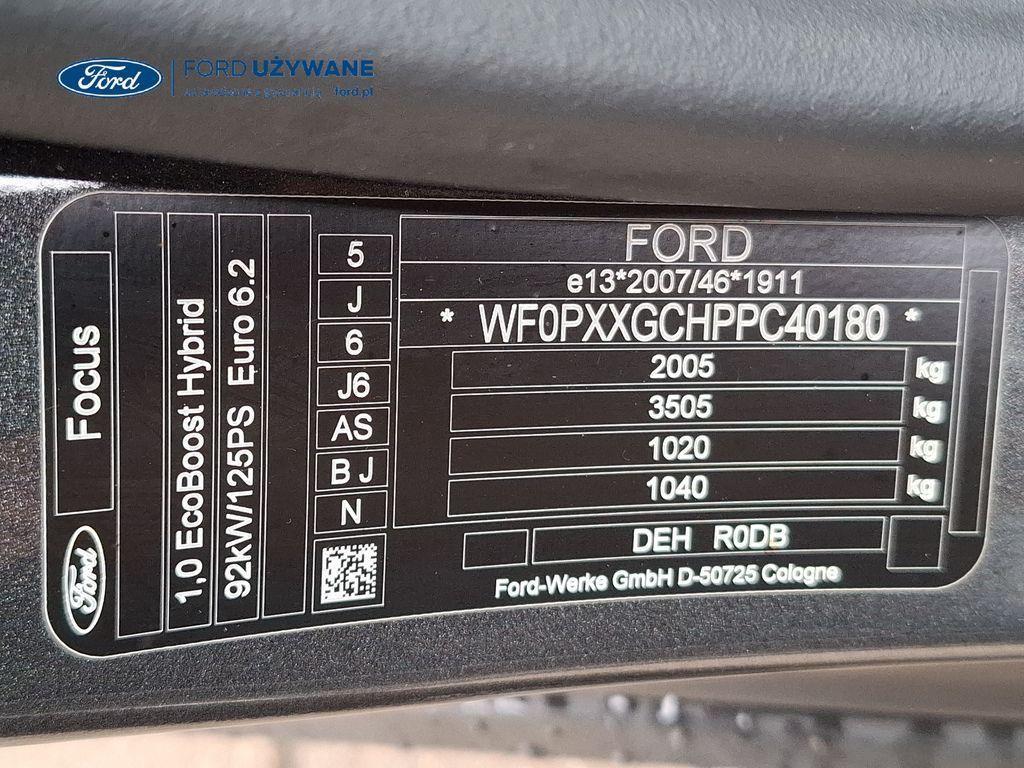 Ford
FORD UŻYWANE
ford.pl
Focus
Ford
1,0 EcoBoost Hybrid
92kW/125PS Euro 6.2
5
J
6
J6
AS
B J
N
FORD
e13*2007/46*1911
* WF0PXXGCHPPC40180 *
2005 kg
3505 kg
1020 kg
1040 kg
DEH R0DB
Ford-Werke GmbH D-50725 Cologne